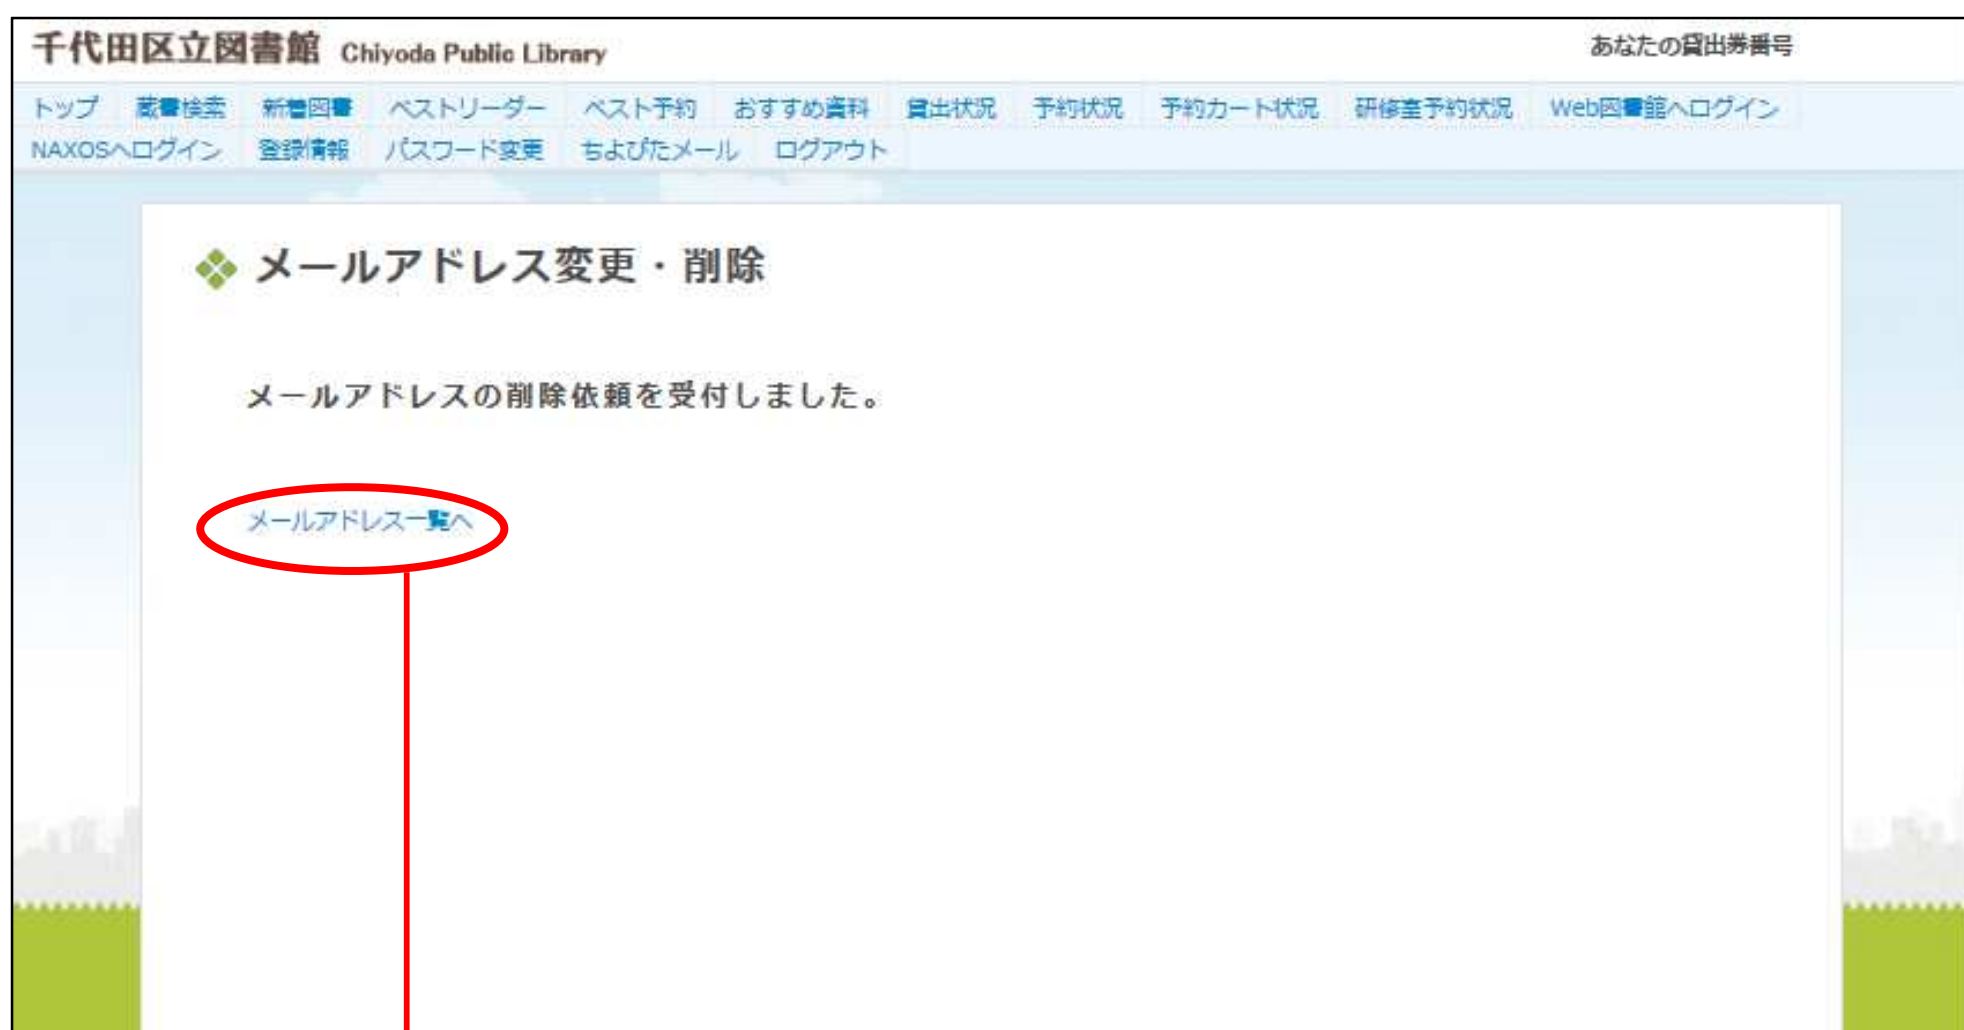 千代田区立図書館 Chiyoda Public Library
あなたの貸出券番号
トップ 蔵書検索 新着図書 ベストリーダー ベスト予約 おすすめ資料 貸出状況 予約状況 予約カート状況 研修室予約状況 Web図書館へログイン
NAXOSへログイン 登録情報 パスワード変更 ちよぴたメール ログアウト
メールアドレス変更・削除
メールアドレスの削除依頼を受付しました。
メールアドレス一覧へ